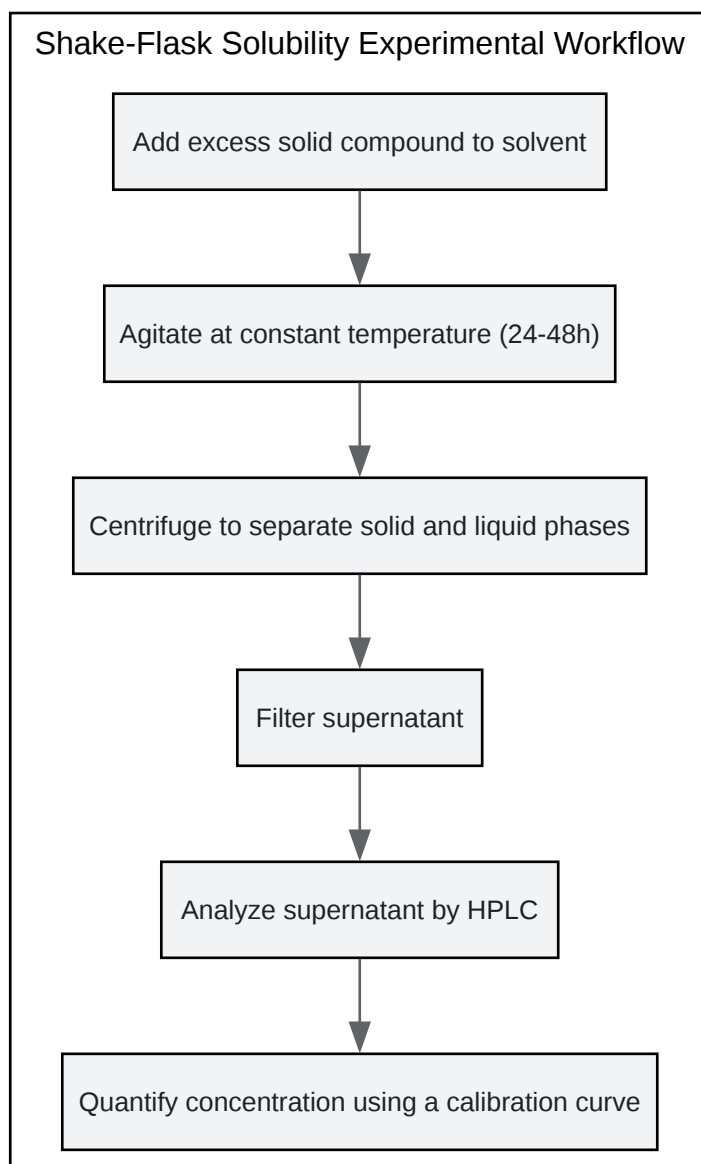 Shake-Flask Solubility Experimental Workflow
Add excess solid compound to solvent
Agitate at constant temperature (24-48h)
Centrifuge to separate solid and liquid phases
Filter supernatant
Analyze supernatant by HPLC
Quantify concentration using a calibration curve